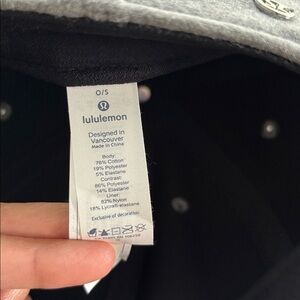 O/S
lululemon
Designed in
Vancouver
Made in China
Body:
76% Cotton
19% Polyester
5% Elastane
Contrast:
86% Polyester
14% Elastane
Liner:
82% Nylon
18% Lycra® elastane
Exclusive of decoration